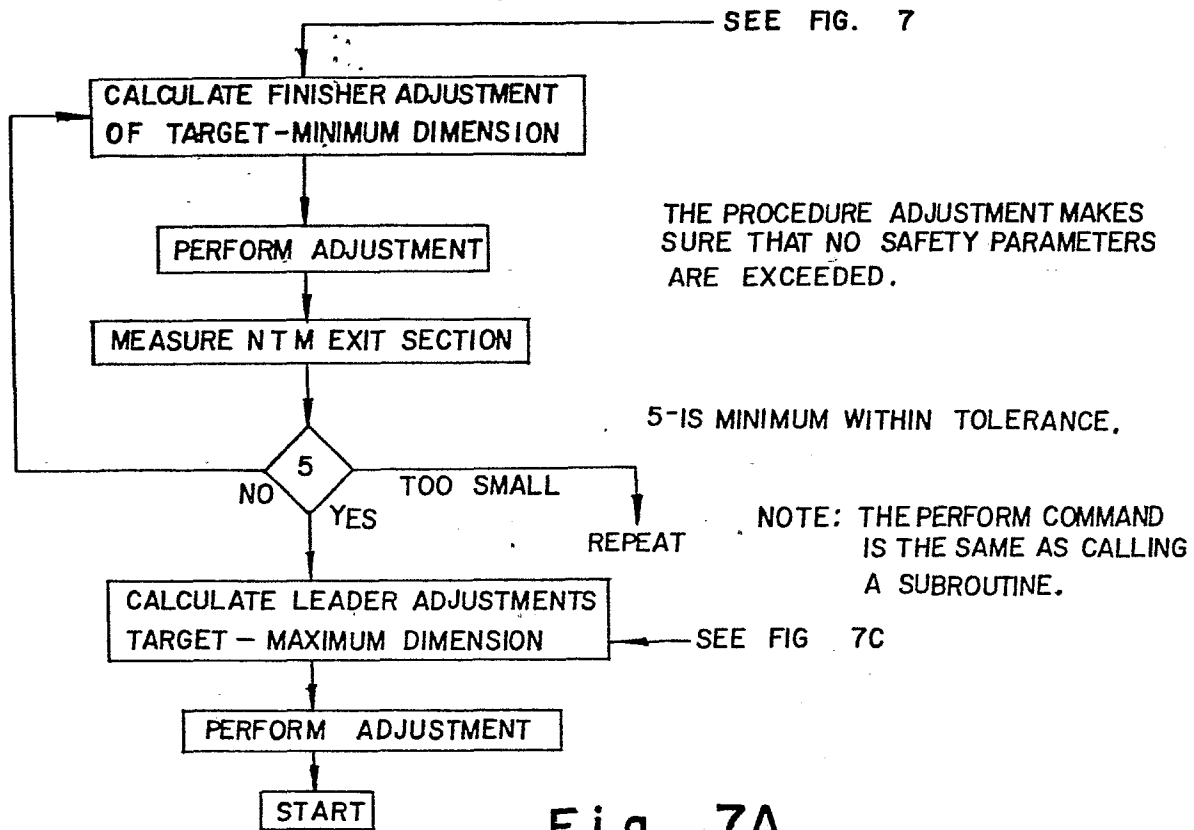 SEE FIG. 7
CALCULATE FINISHER ADJUSTMENT
OF TARGET-MINIMUM DIMENSION
THE PROCEDURE ADJUSTMENT MAKES
SURE THAT NO SAFETY PARAMETERS
ARE EXCEEDED.
PERFORM ADJUSTMENT
MEASURE NTM EXIT SECTION
5-IS MINIMUM WITHIN TOLERANCE.
5
NO
YES
TOO SMALL
REPEAT
NOTE: THE PERFORM COMMAND
IS THE SAME AS CALLING
A SUBROUTINE.
CALCULATE LEADER ADJUSTMENTS
TARGET - MAXIMUM DIMENSION
SEE FIG 7C
PERFORM ADJUSTMENT
START
Fig. 7A